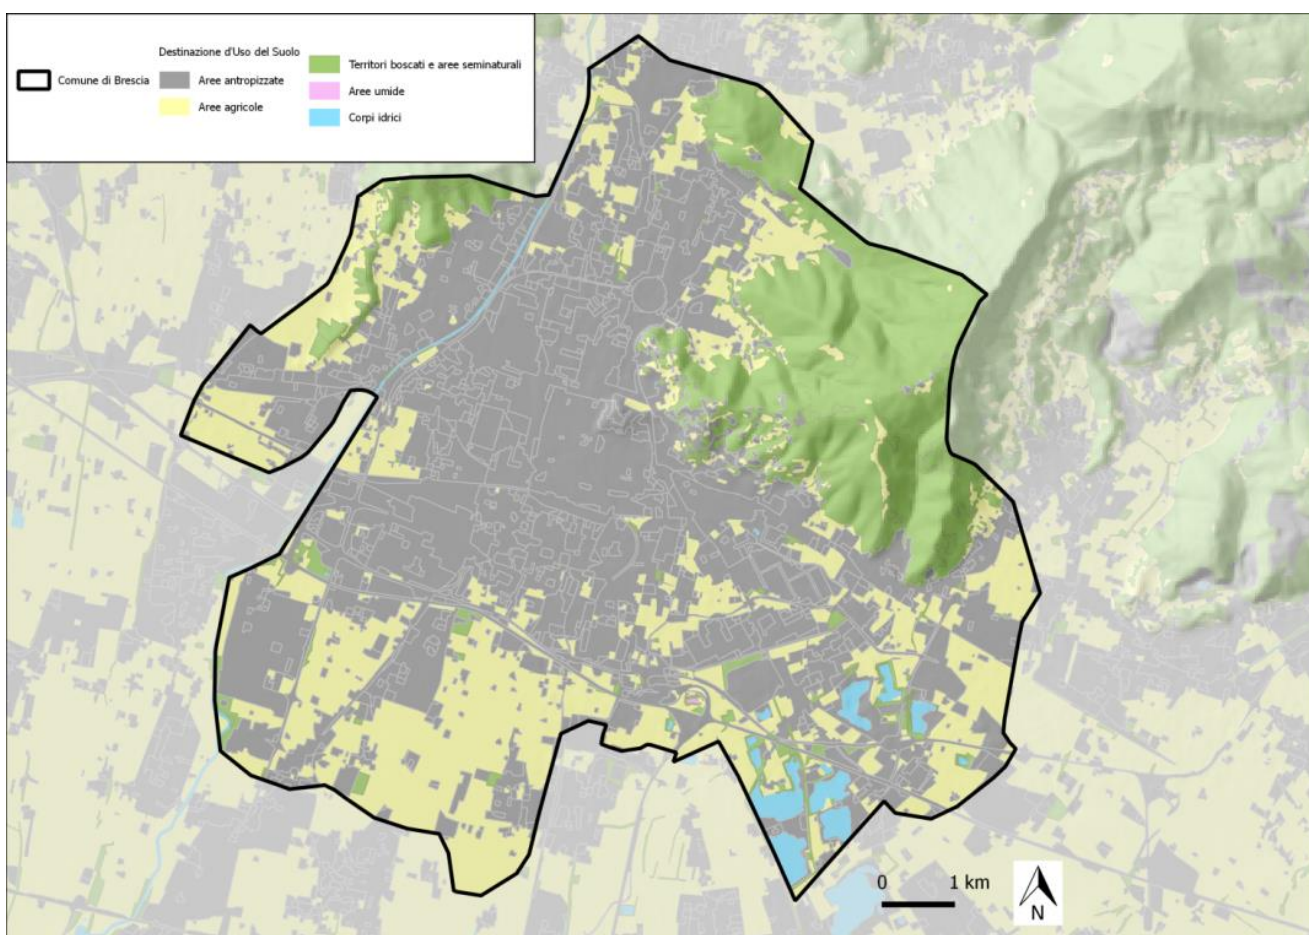 Comune di Brescia
Destinazione d'Uso del Suolo
Aree antropizzate
Aree agricole
Territori boscati e aree seminaturali
Aree umide
Corpi idrici
0 1 km
N